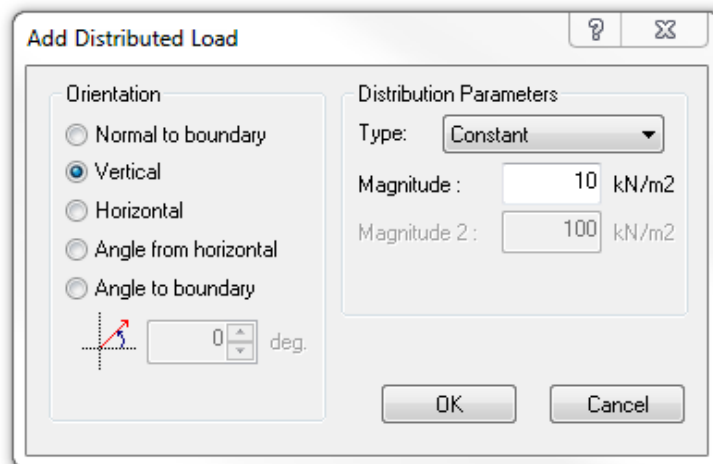 Add Distributed Load
?
Orientation
Normal to boundary
Vertical
Horizontal
Angle from horizontal
Angle to boundary
0 deg.
Distribution Parameters
Type: Constant
Magnitude : 10 kN/m2
Magnitude 2 : 100 kN/m2
OK Cancel